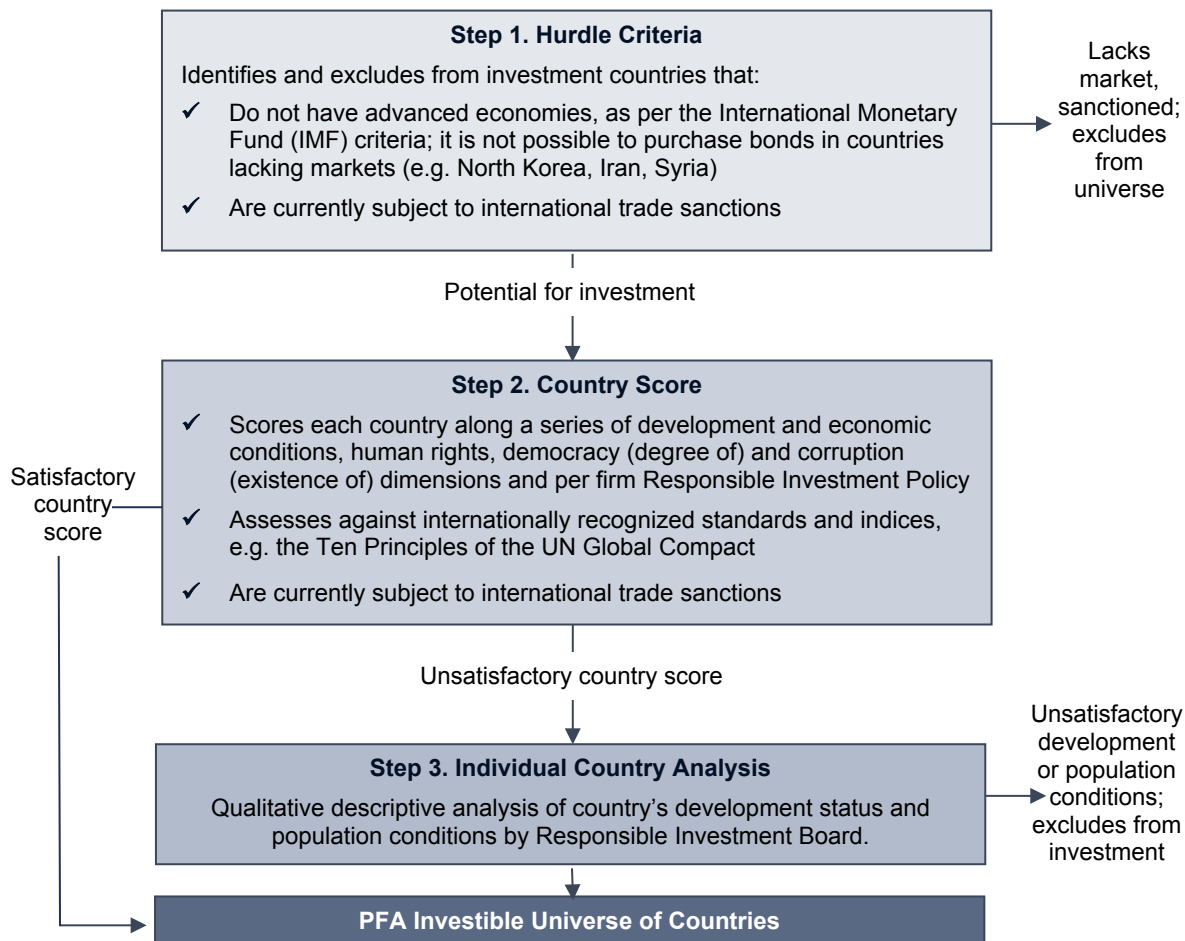 Step 1. Hurdle Criteria
Identifies and excludes from investment countries that:
✓ Do not have advanced economies, as per the International Monetary
Fund (IMF) criteria; it is not possible to purchase bonds in countries
lacking markets (e.g. North Korea, Iran, Syria)
✓ Are currently subject to international trade sanctions
Lacks
market,
sanctioned;
excludes
from
universe
Potential for investment
Step 2. Country Score
✓ Scores each country along a series of development and economic
conditions, human rights, democracy (degree of) and corruption
(existence of) dimensions and per firm Responsible Investment Policy
✓ Assesses against internationally recognized standards and indices,
e.g. the Ten Principles of the UN Global Compact
✓ Are currently subject to international trade sanctions
Satisfactory
country
score
Unsatisfactory country score
Step 3. Individual Country Analysis
Qualitative descriptive analysis of country’s development status and
population conditions by Responsible Investment Board.
Unsatisfactory
development
or population
conditions;
excludes from
investment
PFA Investible Universe of Countries